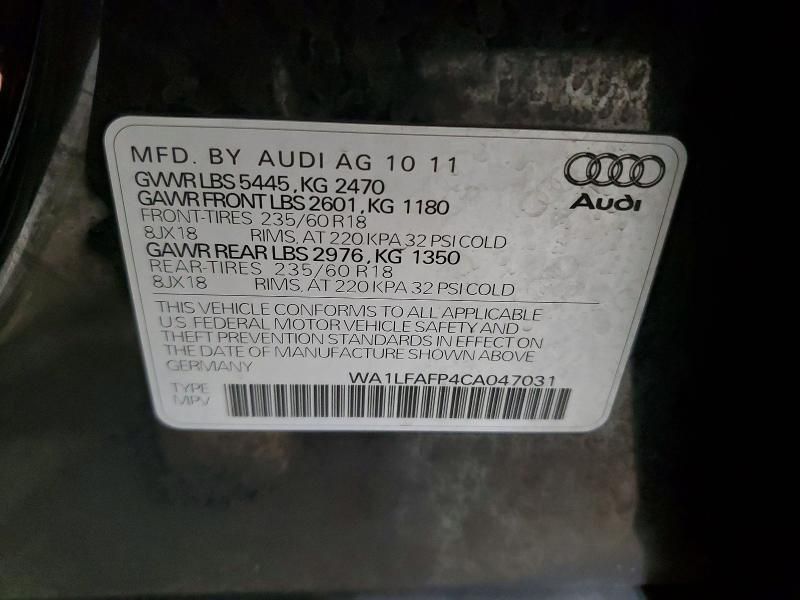 MFD. BY AUDI AG 10 11
GVWR LBS 5445, KG 2470
GAWR FRONT LBS 2601, KG 1180
FRONT-TIRES 235/60 R18
8JX18 RIMS, AT 220 KPA 32 PSI COLD
GAWR REAR LBS 2976, KG 1350
REAR-TIRES 235/60 R18
8JX18 RIMS, AT 220 KPA 32 PSI COLD
Audi
THIS VEHICLE CONFORMS TO ALL APPLICABLE
U.S. FEDERAL MOTOR VEHICLE SAFETY AND
THEFT PREVENTION STANDARDS IN EFFECT ON
THE DATE OF MANUFACTURE SHOWN ABOVE.
GERMANY
WA1LFAFP4CA047031
TYPE
MPV